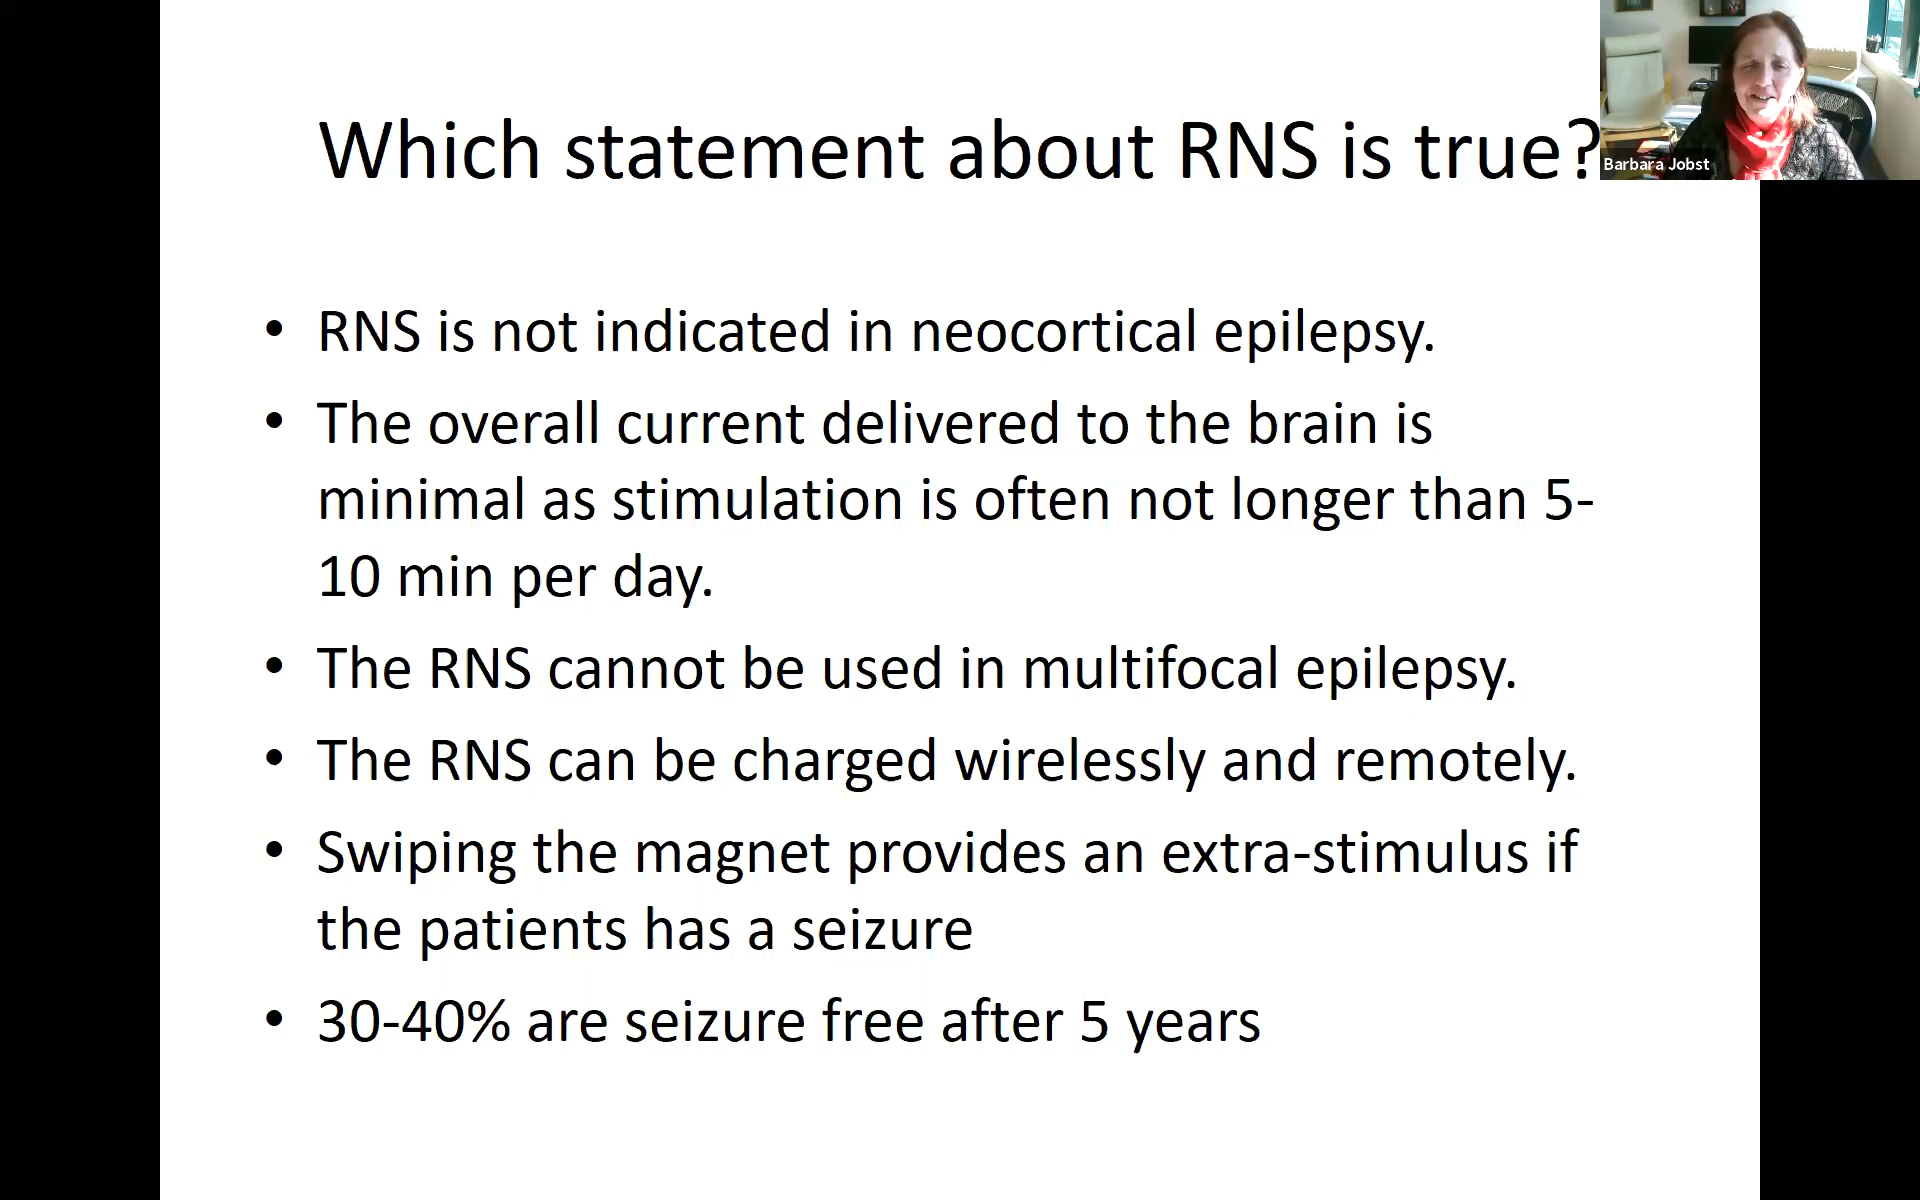 Which statement about RNS is true?
Barbara Jobst
• RNS is not indicated in neocortical epilepsy.
• The overall current delivered to the brain is
minimal as stimulation is often not longer than 5-
10 min per day.
• The RNS cannot be used in multifocal epilepsy.
• The RNS can be charged wirelessly and remotely.
• Swiping the magnet provides an extra-stimulus if
the patients has a seizure
• 30-40% are seizure free after 5 years